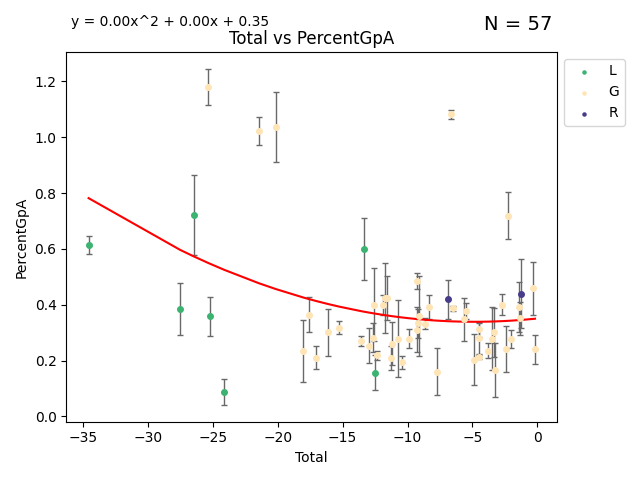 y = 0.00x^2 + 0.00x + 0.35
N = 57
Total vs PercentGpA
L
G
R
PercentGpA
1.2
1.0
0.8
0.6
0.4
0.2
0.0
−35 −30 −25 −20 −15 −10 −5 0
Total